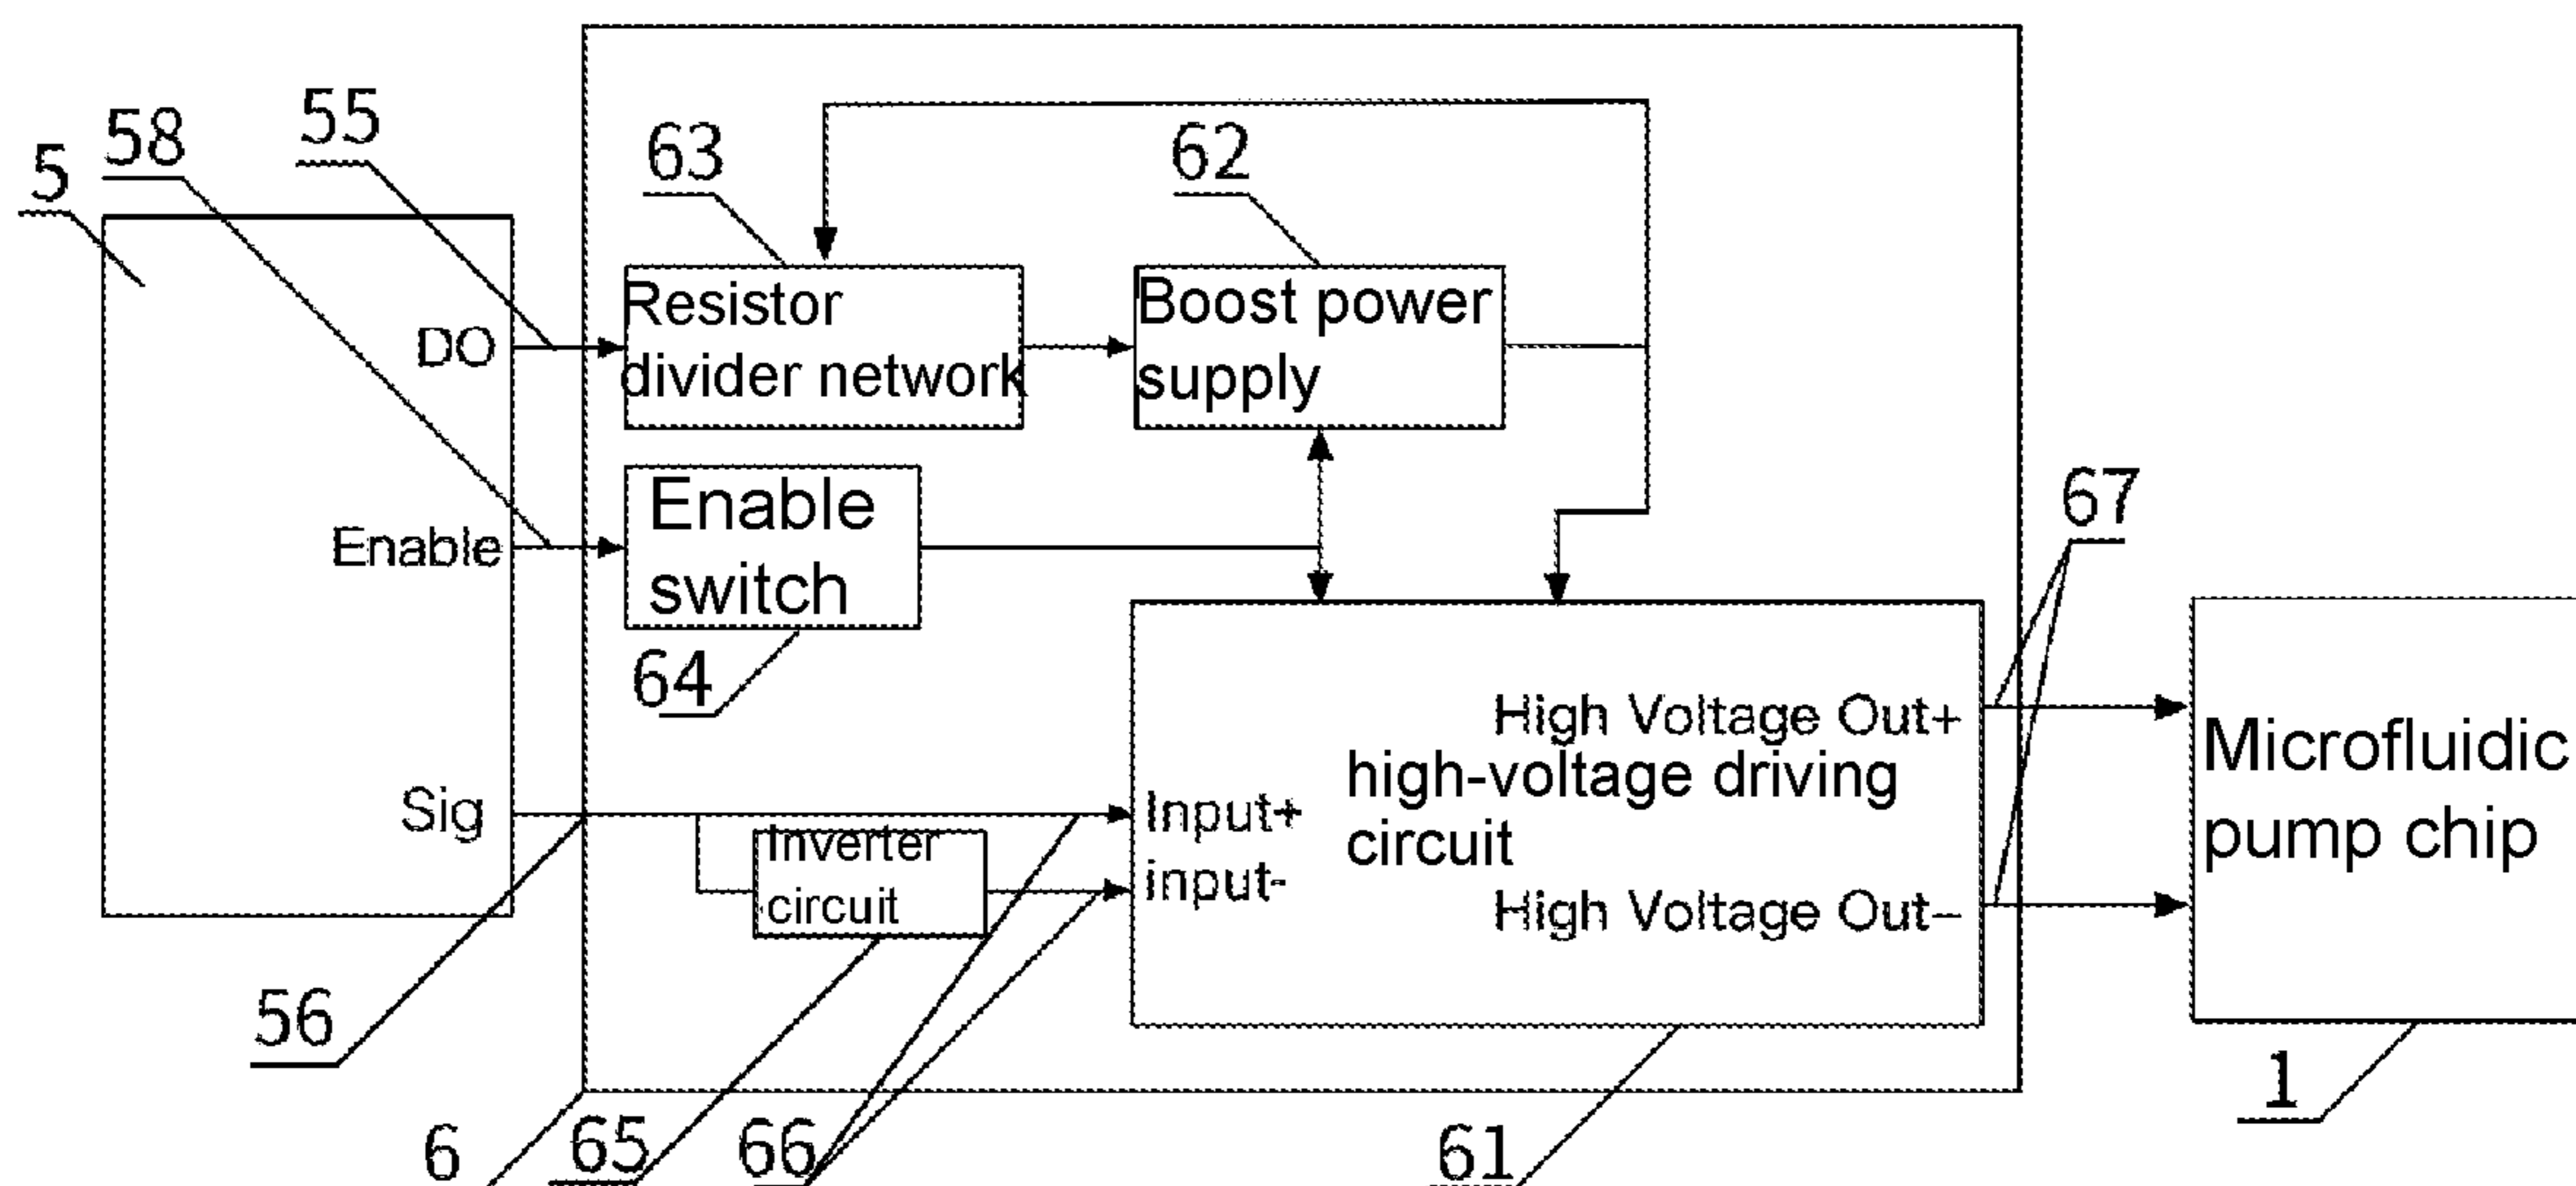 55
58
5
63
62
DO
Resistor
divider network
Boost power
supply
Enable
Enable
switch
64
67
Sig
Inverter
circuit
Input+
input-
High Voltage Out+
high-voltage driving
circuit
High Voltage Out–
Microfluidic
pump chip
56
6
65
66
61
1